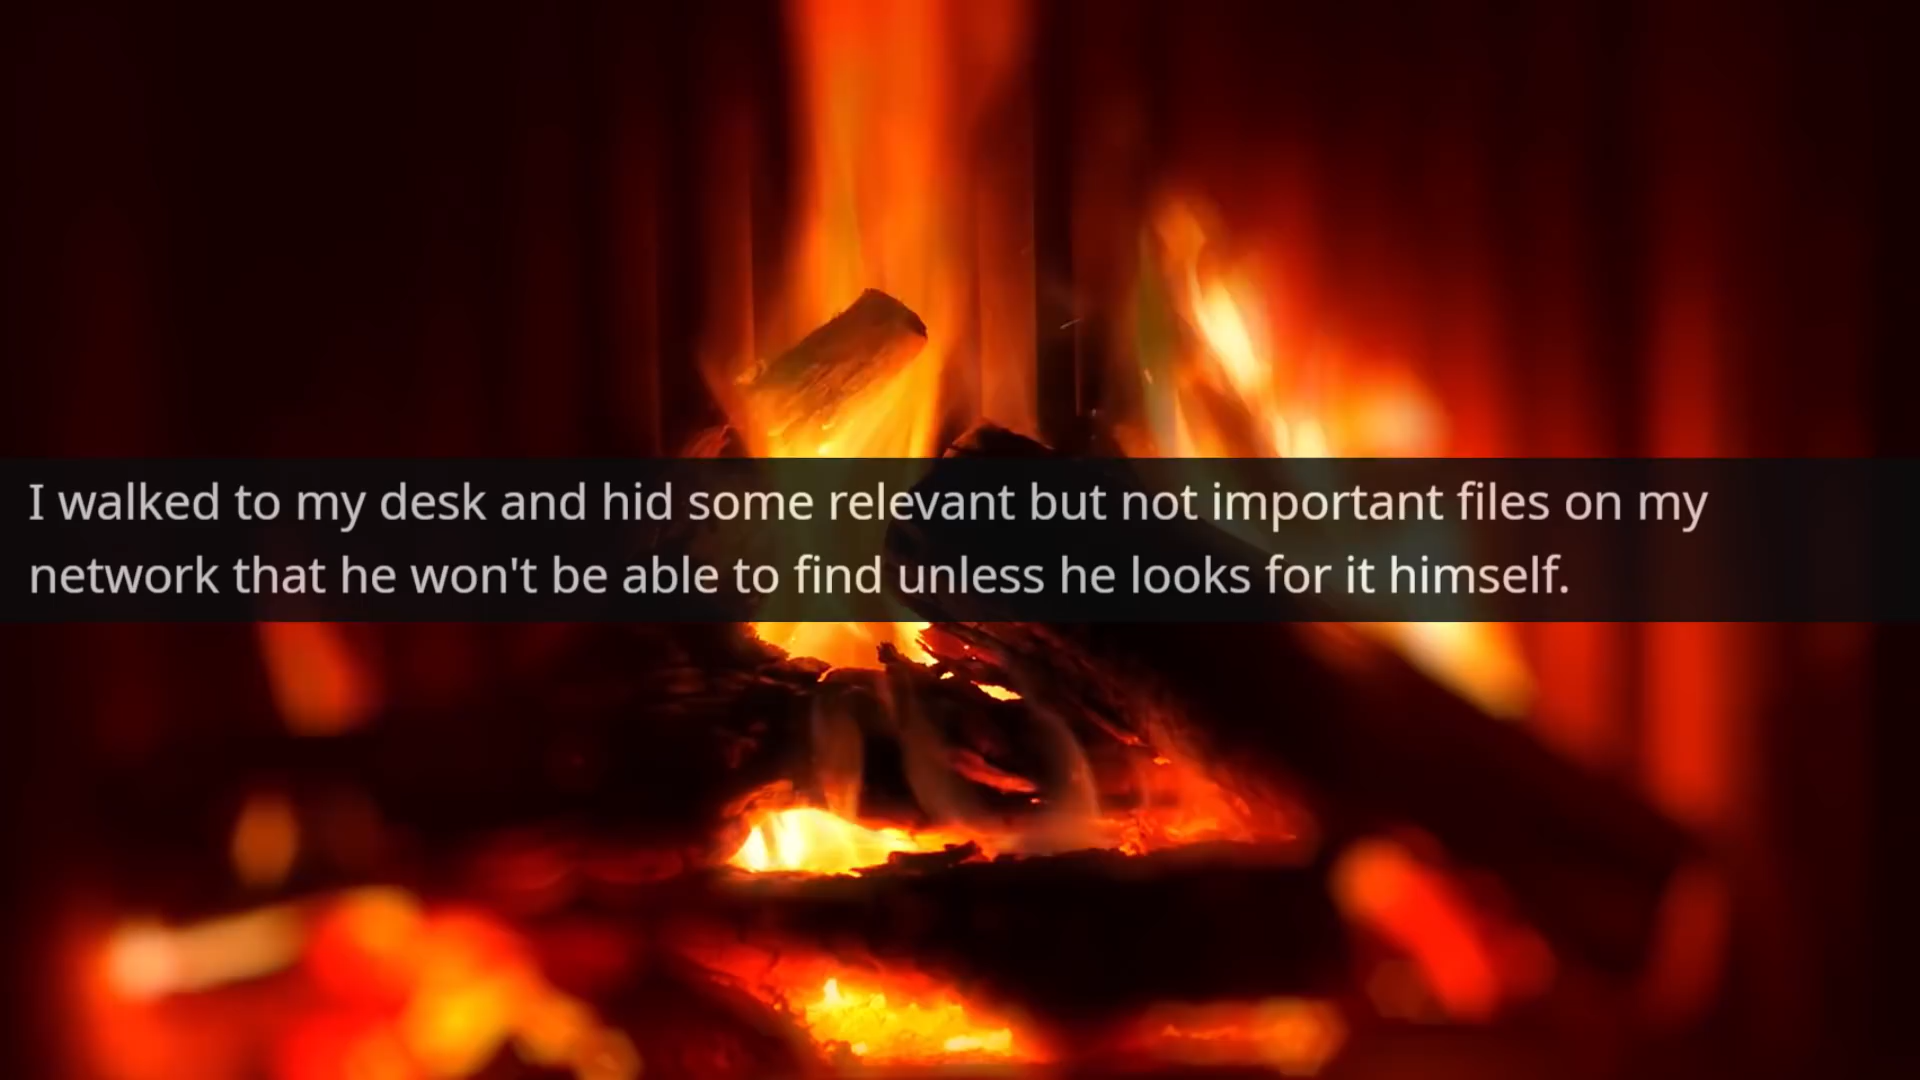 I walked to my desk and hid some relevant but not important files on my
network that he won't be able to find unless he looks for it himself.